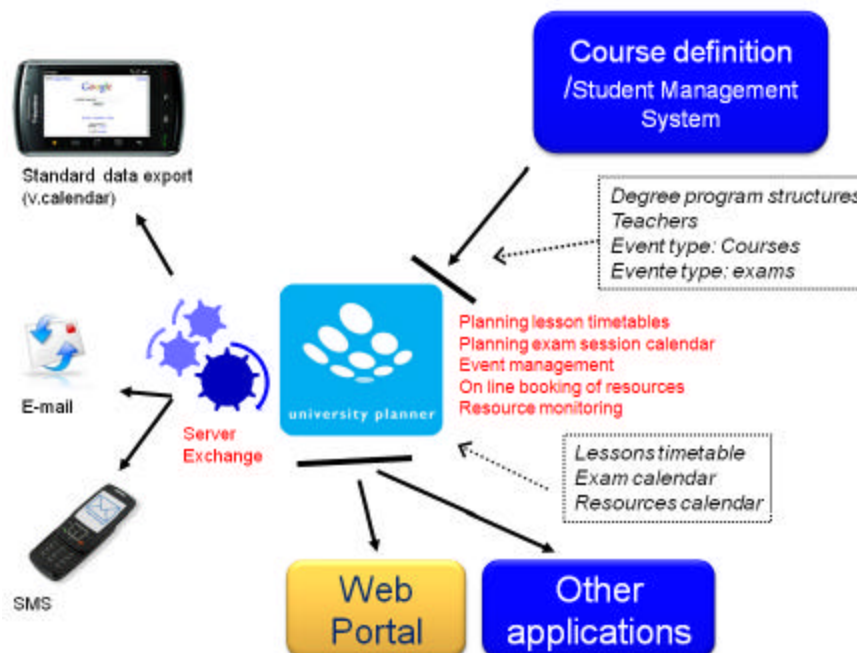 Course definition
/Student Management
System
Google
Standard data export
(v.calendar)
Degree program structures
Teachers
Event type: Courses
Evente type: exams
Planning lesson timetables
Planning exam session calendar
Event management
On line booking of resources
Resource monitoring
university planner
E-mail
Server
Exchange
Lessons timetable
Exam calendar
Resources calendar
SMS
Web
Portal
Other
applications